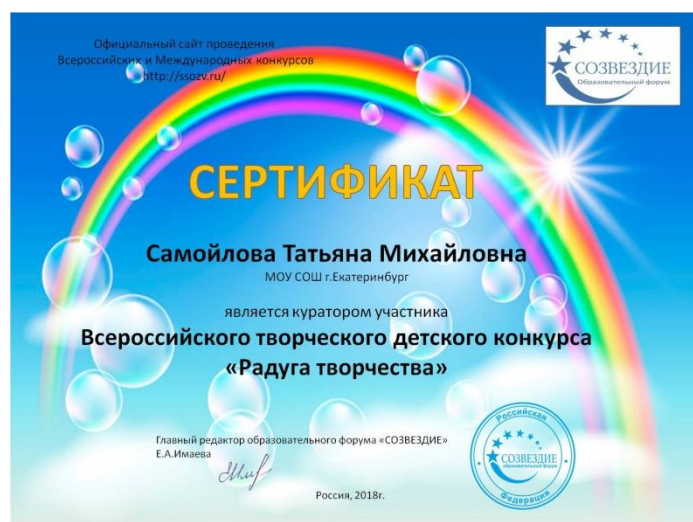 Официальный сайт проведения
Всероссийских и Международных конкурсов
http://ssozv.ru/
СОЗВЕЗДИЕ
Образовательный форум
СЕРТИФИКАТ
Самойлова Татьяна Михайловна
МОУ СОШ г.Екатеринбург
является куратором участника
Всероссийского творческого детского конкурса
«Радуга творчества»
Главный редактор образовательного форума «СОЗВЕЗДИЕ»
Е.А.Имаева
Россия, 2018г.
Российская
СОЗВЕЗДИЕ
образовательный форум
Федерация